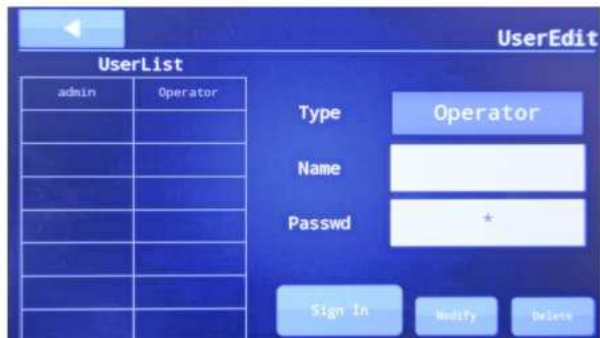 UserEdit
UserList
admin Operator
Type Operator
Name
Passwd *
Sign In Modify Delete